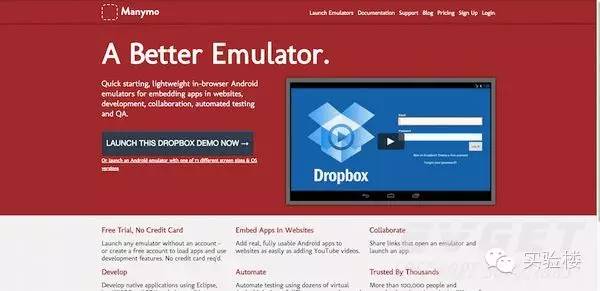 Manymo
Launch Emulators Documentation Support Blog Pricing Sign Up Login
A Better Emulator.
Quick starting, lightweight in-browser Android
emulators for embedding apps in websites,
development, collaboration, automated testing
and QA.
LAUNCH THIS DROPBOX DEMO NOW →
Or launch an Android emulator with one of 11 different screen sizes & OS
versions
Email
Password
Log in
Dropbox
Free Trial, No Credit Card
Launch any emulator without an account -
or create a free account to load apps and use
development features. No credit card req'd.
Embed Apps In Websites
Add real, fully usable Android apps to
websites as easily as adding YouTube videos.
Collaborate
Share links that open an emulator and
launch an app.
Develop
Develop native applications using Eclipse,
Automate
Automate testing using dozens of virtual
Trusted By Thousands
More than 100,000 people and
实验楼